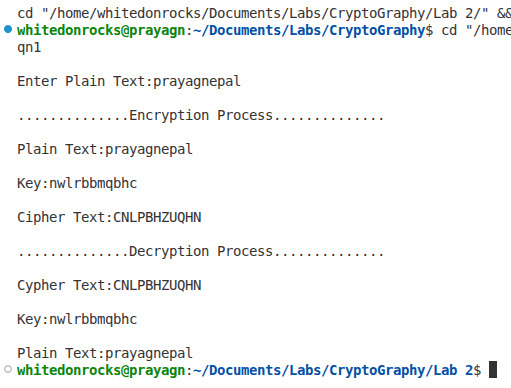 cd "/home/whitedonrocks/Documents/Labs/CryptoGraphy/Lab 2/" &&
whitedonrocks@prayagn:~/Documents/Labs/CryptoGraphy$ cd "/home
qn1
Enter Plain Text:prayagnepal
..............Encryption Process..............
Plain Text:prayagnepal
Key:nwlrbbmqbhc
Cipher Text:CNLPBHZUQHN
..............Decryption Process..............
Cypher Text:CNLPBHZUQHN
Key:nwlrbbmqbhc
Plain Text:prayagnepal
whitedonrocks@prayagn:~/Documents/Labs/CryptoGraphy/Lab 2$